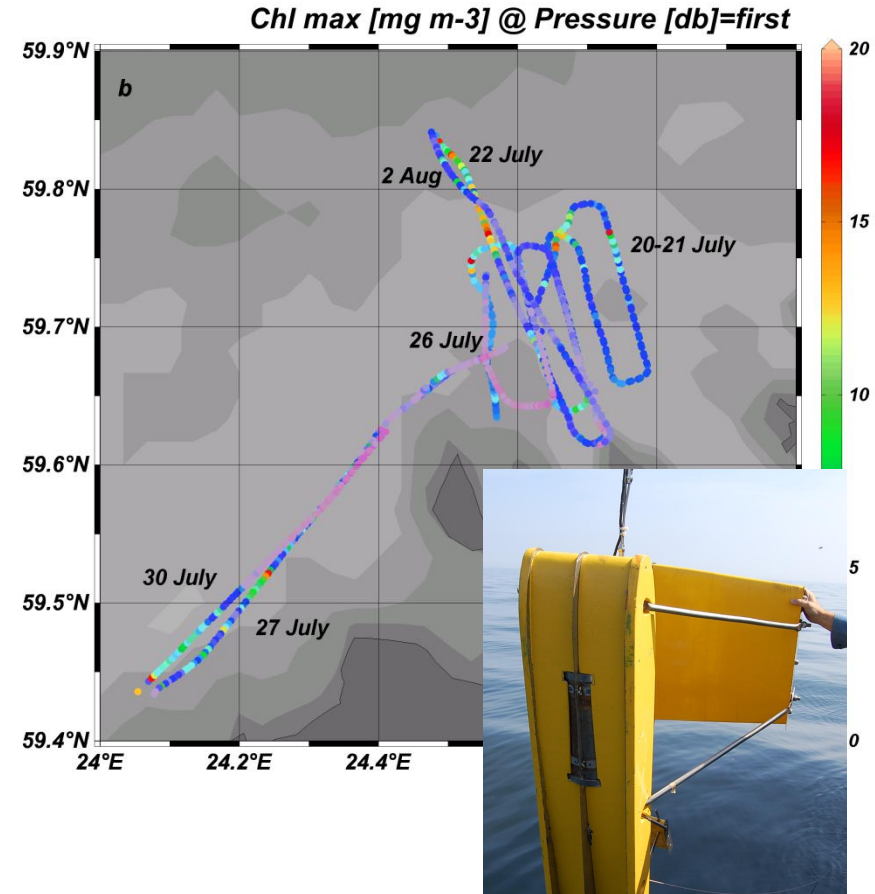 Chl max [mg m-3] @ Pressure [db]=first
59.9°N
20
b
22 July
2 Aug
59.8°N
15
20-21 July
59.7°N
26 July
10
59.6°N
5
30 July
59.5°N
27 July
59.4°N
0
24°E
24.2°E
24.4°E